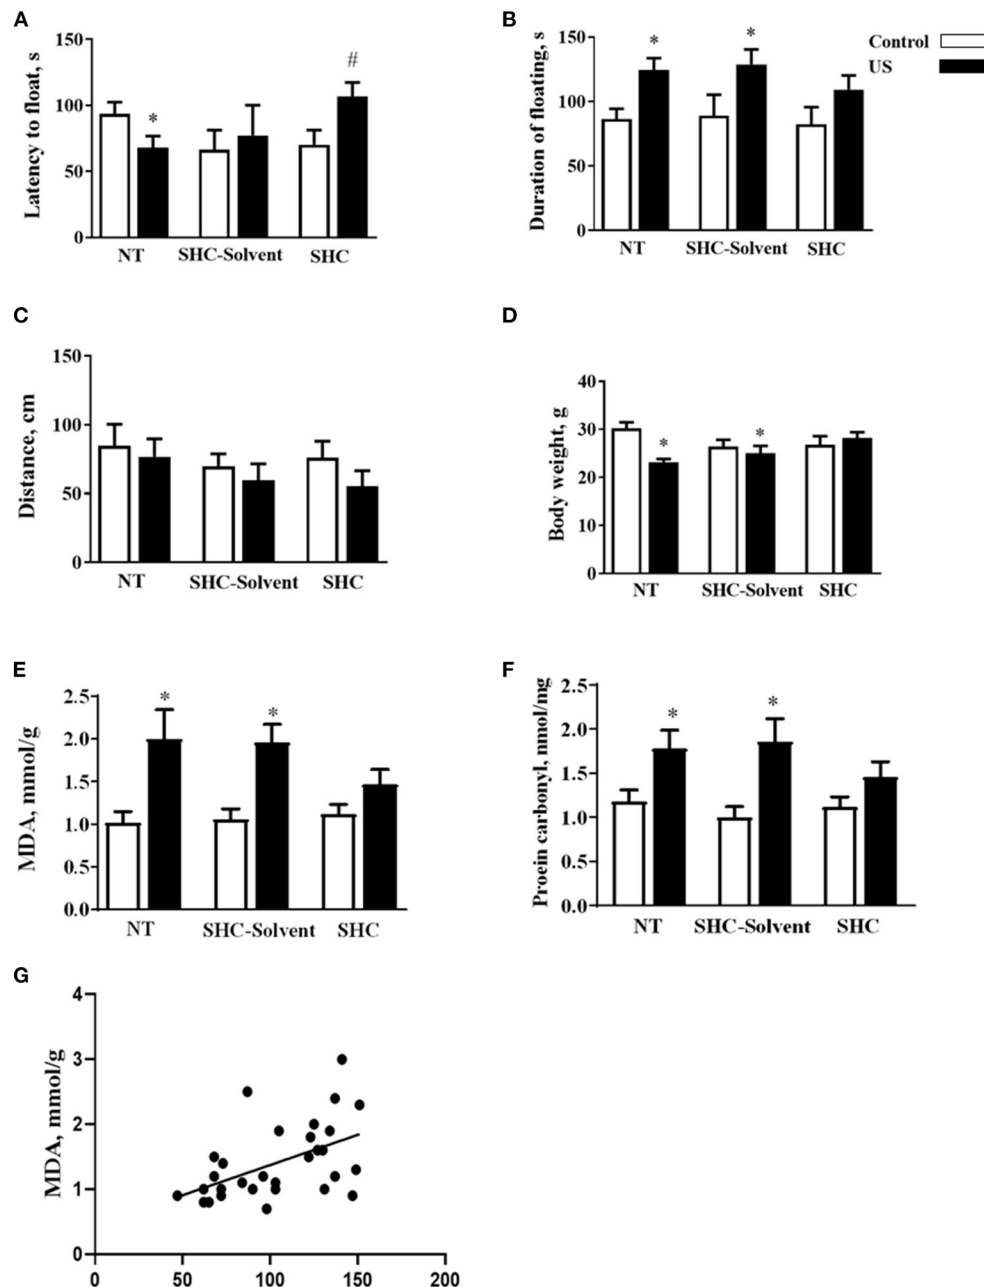 A
Latency to float, s
150
100
50
0
*
#
NT SHC-Solvent SHC
B
Duration of floating, s
150
100
50
0
*
*
NT SHC-Solvent SHC
Control
US
C
Distance, cm
150
100
50
0
NT SHC-Solvent SHC
D
Body weight, g
40
30
20
10
0
*
*
NT SHC-Solvent SHC
E
MDA, mmol/g
2.5
2.0
1.5
1.0
0.5
0.0
*
*
NT SHC-Solvent SHC
F
Proein carbonyl, nmol/mg
2.5
2.0
1.5
1.0
0.5
0.0
*
*
NT SHC-Solvent SHC
G
MDA, mmol/g
4
3
2
1
0
0 50 100 150 200